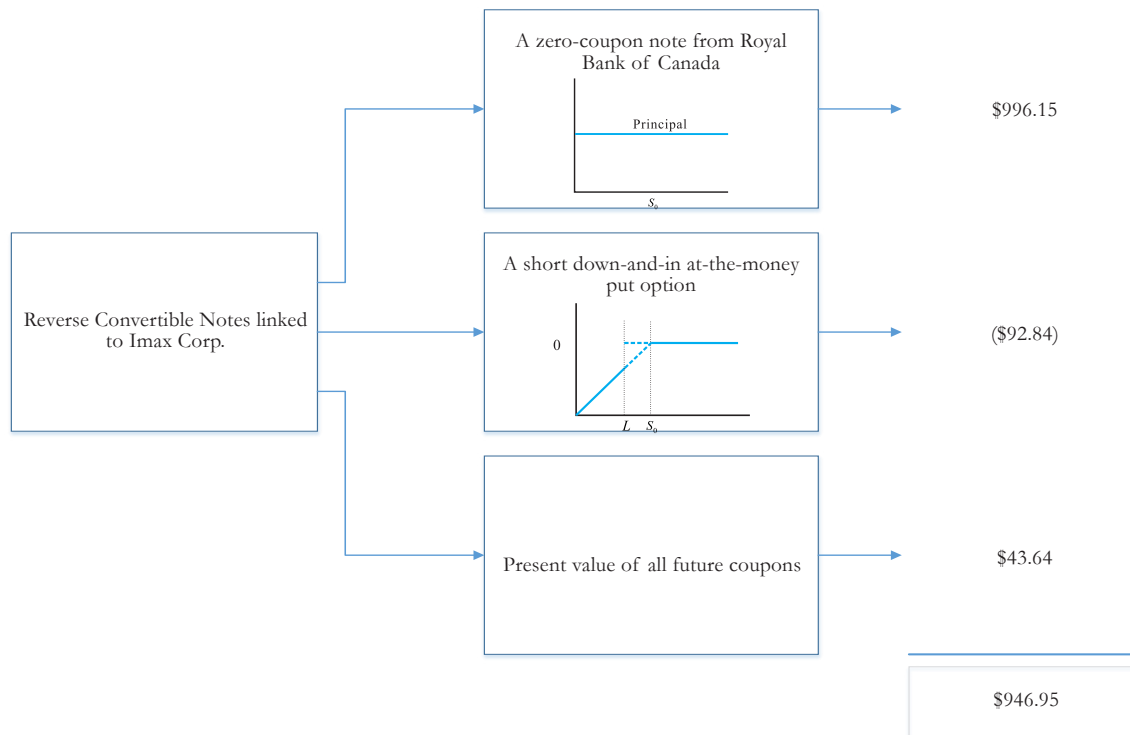 A zero-coupon note from Royal
Bank of Canada
Principal
S₀
$996.15
Reverse Convertible Notes linked
to Imax Corp.
A short down-and-in at-the-money
put option
0
L S₀
($92.84)
Present value of all future coupons
$43.64
$946.95